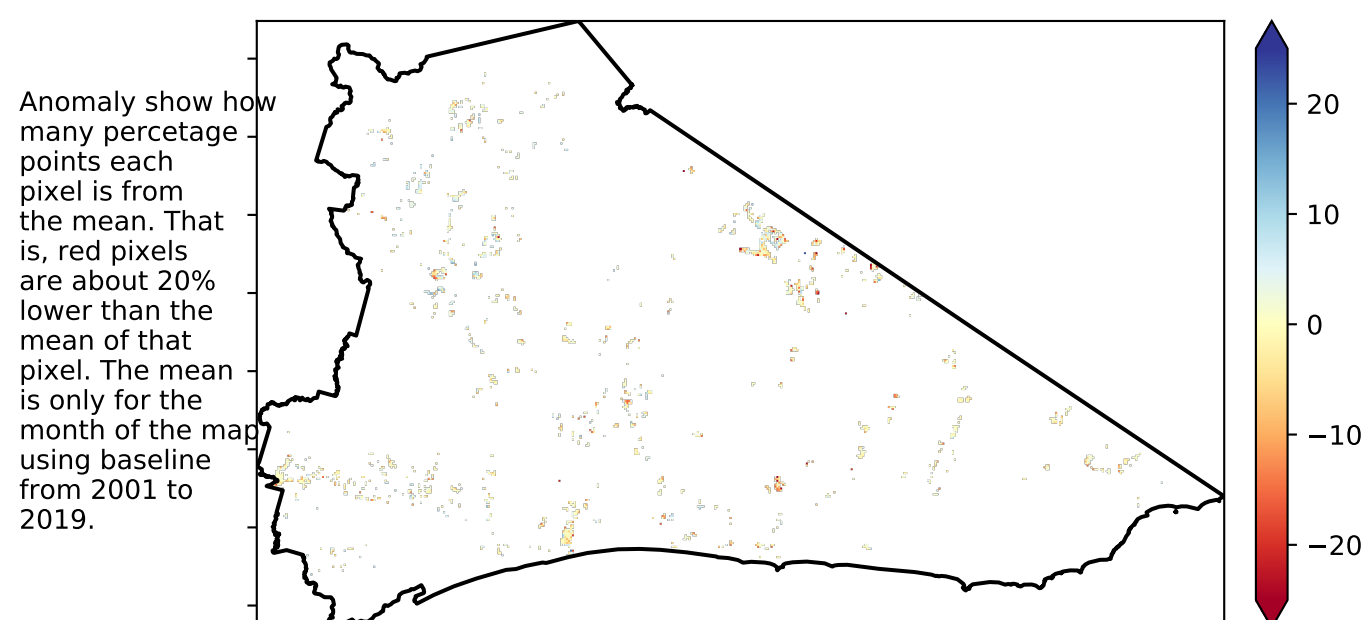 Anomaly show how
many percetage
points each
pixel is from
the mean. That
is, red pixels
are about 20%
lower than the
mean of that
pixel. The mean
is only for the
month of the map
using baseline
from 2001 to
2019.
20
10
0
−10
−20